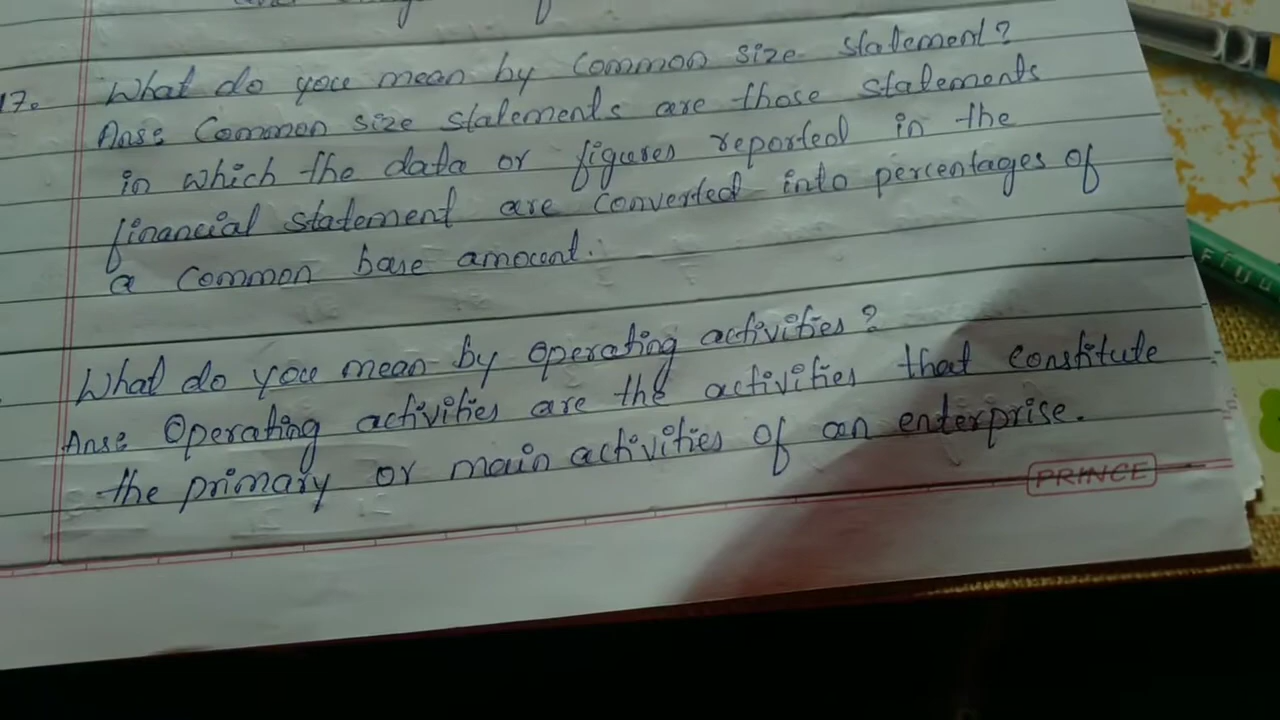 17. What do you mean by Common size statement?
Ans: Common size statements are those statements
in which the data or figures reported in the
financial statement are converted into percentages of
a common base amount.
What do you mean by operating activities?
Ans: Operating activities are the activities that constitute
the primary or main activities of an enterprise.
PRINCE